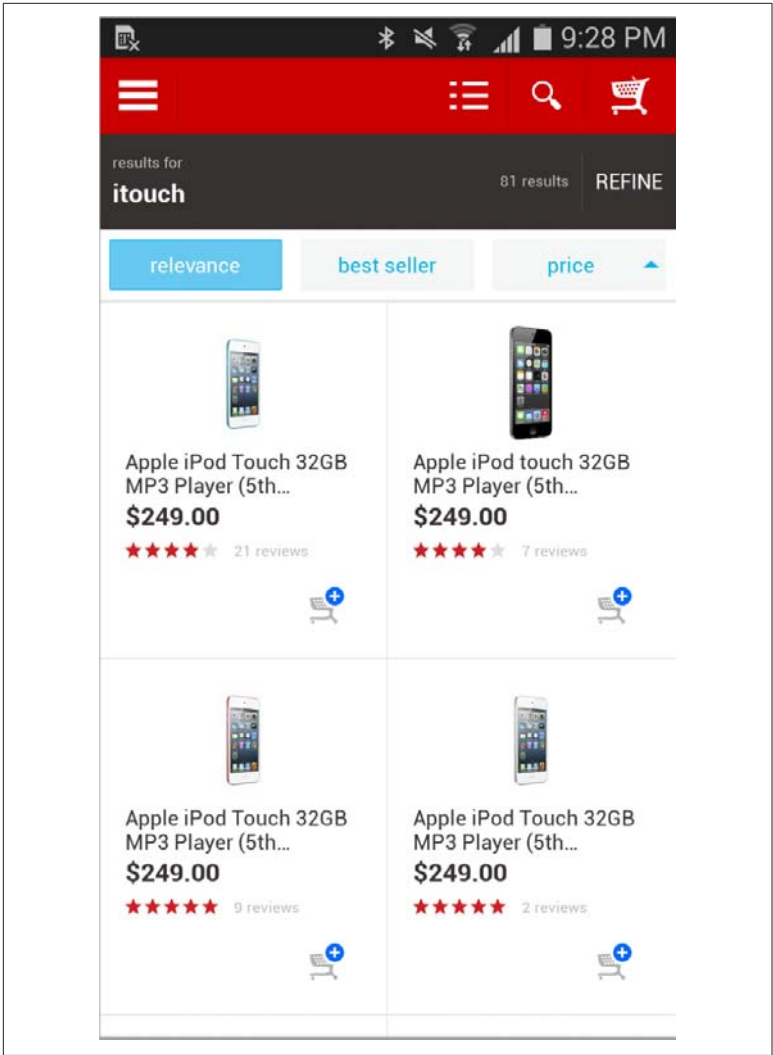 9:28 PM
results for
itouch
81 results
REFINE
relevance
best seller
price
Apple iPod Touch 32GB
MP3 Player (5th...
$249.00
21 reviews
Apple iPod touch 32GB
MP3 Player (5th...
$249.00
7 reviews
Apple iPod Touch 32GB
MP3 Player (5th...
$249.00
9 reviews
Apple iPod Touch 32GB
MP3 Player (5th...
$249.00
2 reviews